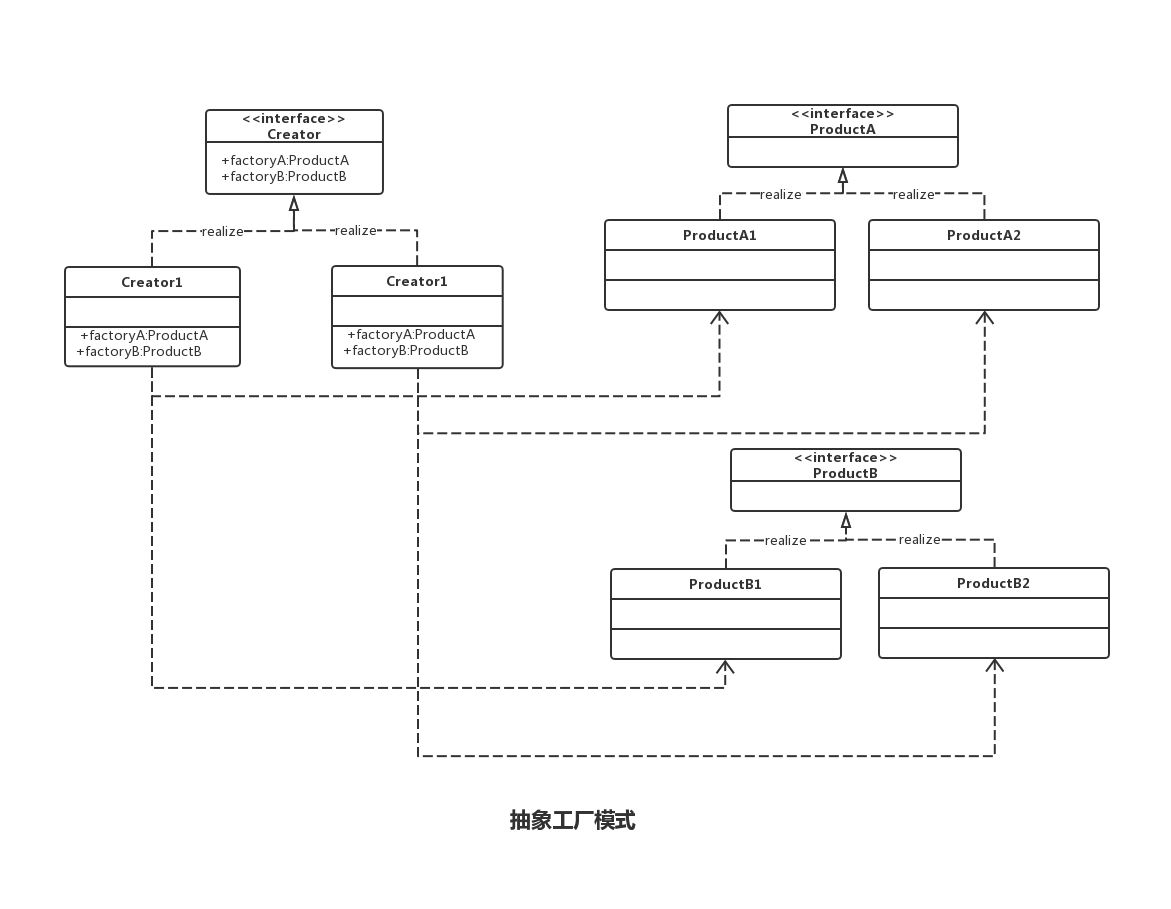 <<interface>>
Creator
+factoryA:ProductA
+factoryB:ProductB
realize
realize
Creator1
+factoryA:ProductA
+factoryB:ProductB
Creator1
+factoryA:ProductA
+factoryB:ProductB
<<interface>>
ProductA
realize
realize
ProductA1
ProductA2
<<interface>>
ProductB
realize
realize
ProductB1
ProductB2
抽象工厂模式